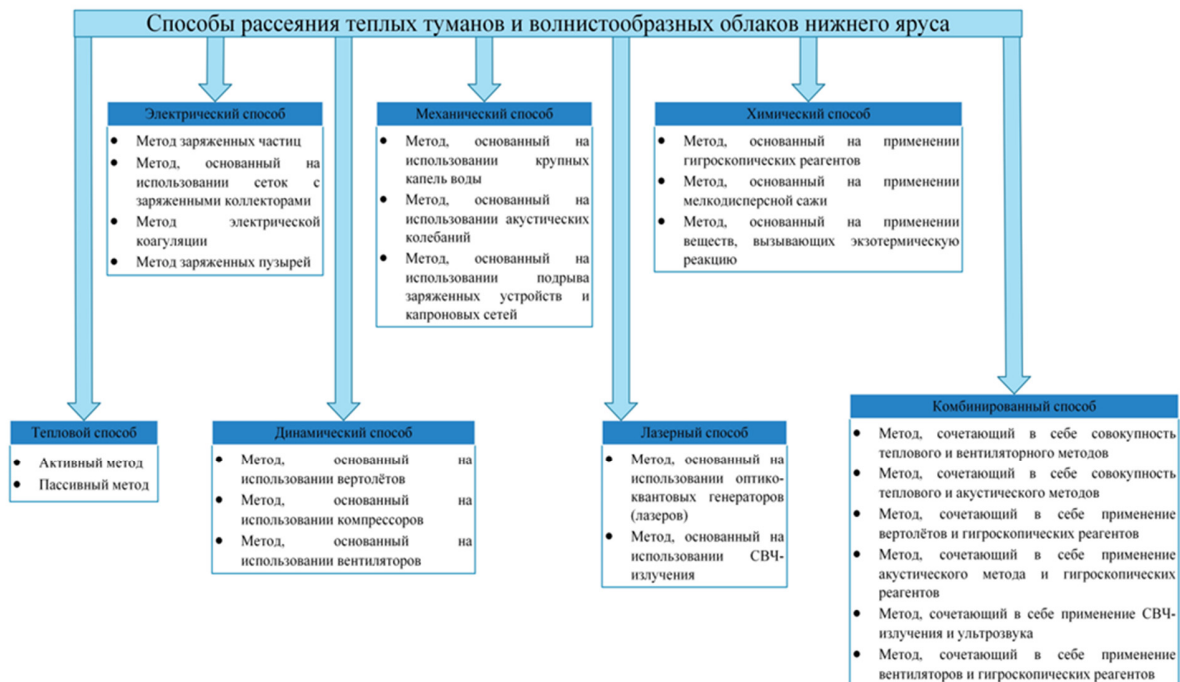 Способы рассеяния теплых туманов и волнистообразных облаков нижнего яруса
Электрический способ
• Метод заряженных частиц
• Метод, основанный на
использовании сеток с
заряженными коллекторами
• Метод электрической
коагуляции
• Метод заряженных пузырей
Механический способ
• Метод, основанный на
использовании крупных
капель воды
• Метод, основанный на
использовании акустических
колебаний
• Метод, основанный на
использовании подрыва
заряженных устройств и
капроновых сетей
Химический способ
• Метод, основанный на применении
гигроскопических реагентов
• Метод, основанный на применении
мелкодисперсной сажи
• Метод, основанный на применении
веществ, вызывающих экзотермическую
реакцию
Тепловой способ
• Активный метод
• Пассивный метод
Динамический способ
• Метод, основанный на
использовании вертолётов
• Метод, основанный на
использовании компрессоров
• Метод, основанный на
использовании вентиляторов
Лазерный способ
• Метод, основанный на
использовании оптико-
квантовых генераторов
(лазеров)
• Метод, основанный на
использовании СВЧ-
излучения
Комбинированный способ
• Метод, сочетающий в себе совокупность
теплового и вентиляторного методов
• Метод, сочетающий в себе совокупность
теплового и акустического методов
• Метод, сочетающий в себе применение
вертолётов и гигроскопических реагентов
• Метод, сочетающий в себе применение
акустического метода и гигроскопических
реагентов
• Метод, сочетающий в себе применение СВЧ-
излучения и ультрозвука
• Метод, сочетающий в себе применение
вентиляторов и гигроскопических реагентов